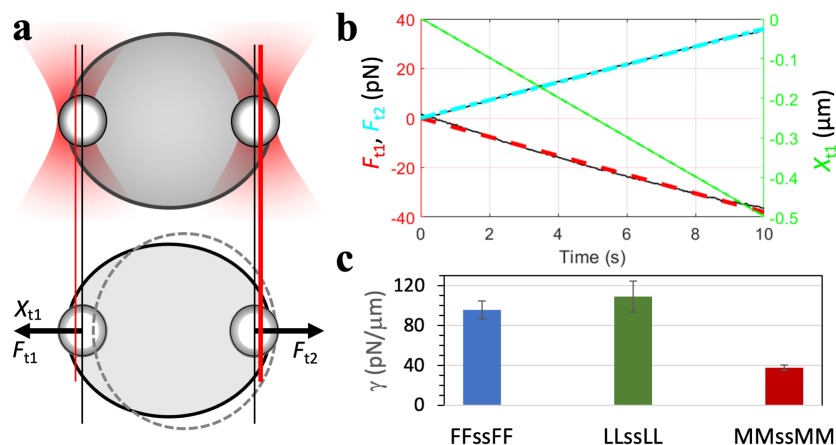 a
X_t1
F_t1
F_t2
b
F_t1, F_t2 (pN)
40
20
0
-20
-40
0
2
4
6
8
10
Time (s)
0
-0.1
-0.2
-0.3
-0.4
-0.5
X_t1 (μm)
c
γ (pN/μm)
120
80
40
0
FFssFF
LLssLL
MMssMM